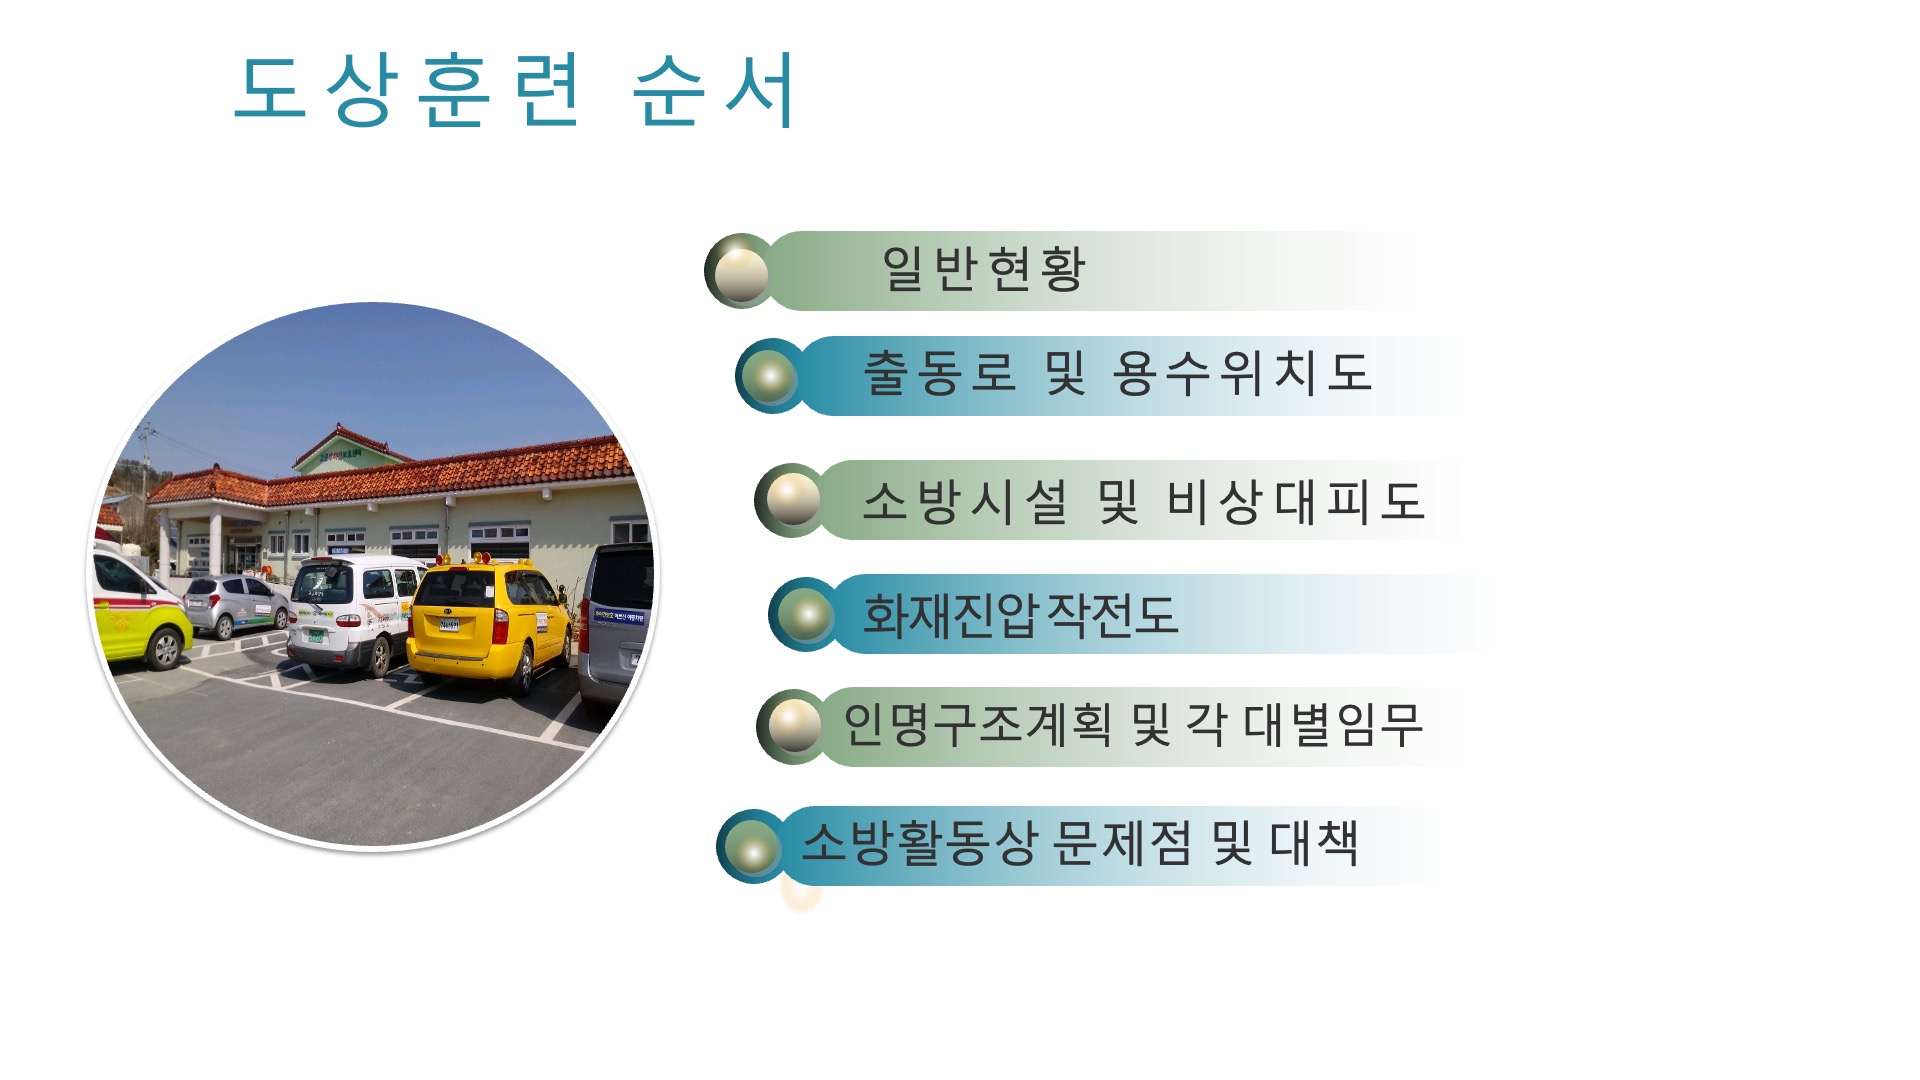 도상훈련 순서
일반현황
출동로 및 용수위치도
소방시설 및 비상대피도
화재진압 작전도
인명구조계획 및 각 대별임무
소방활동상 문제점 및 대책